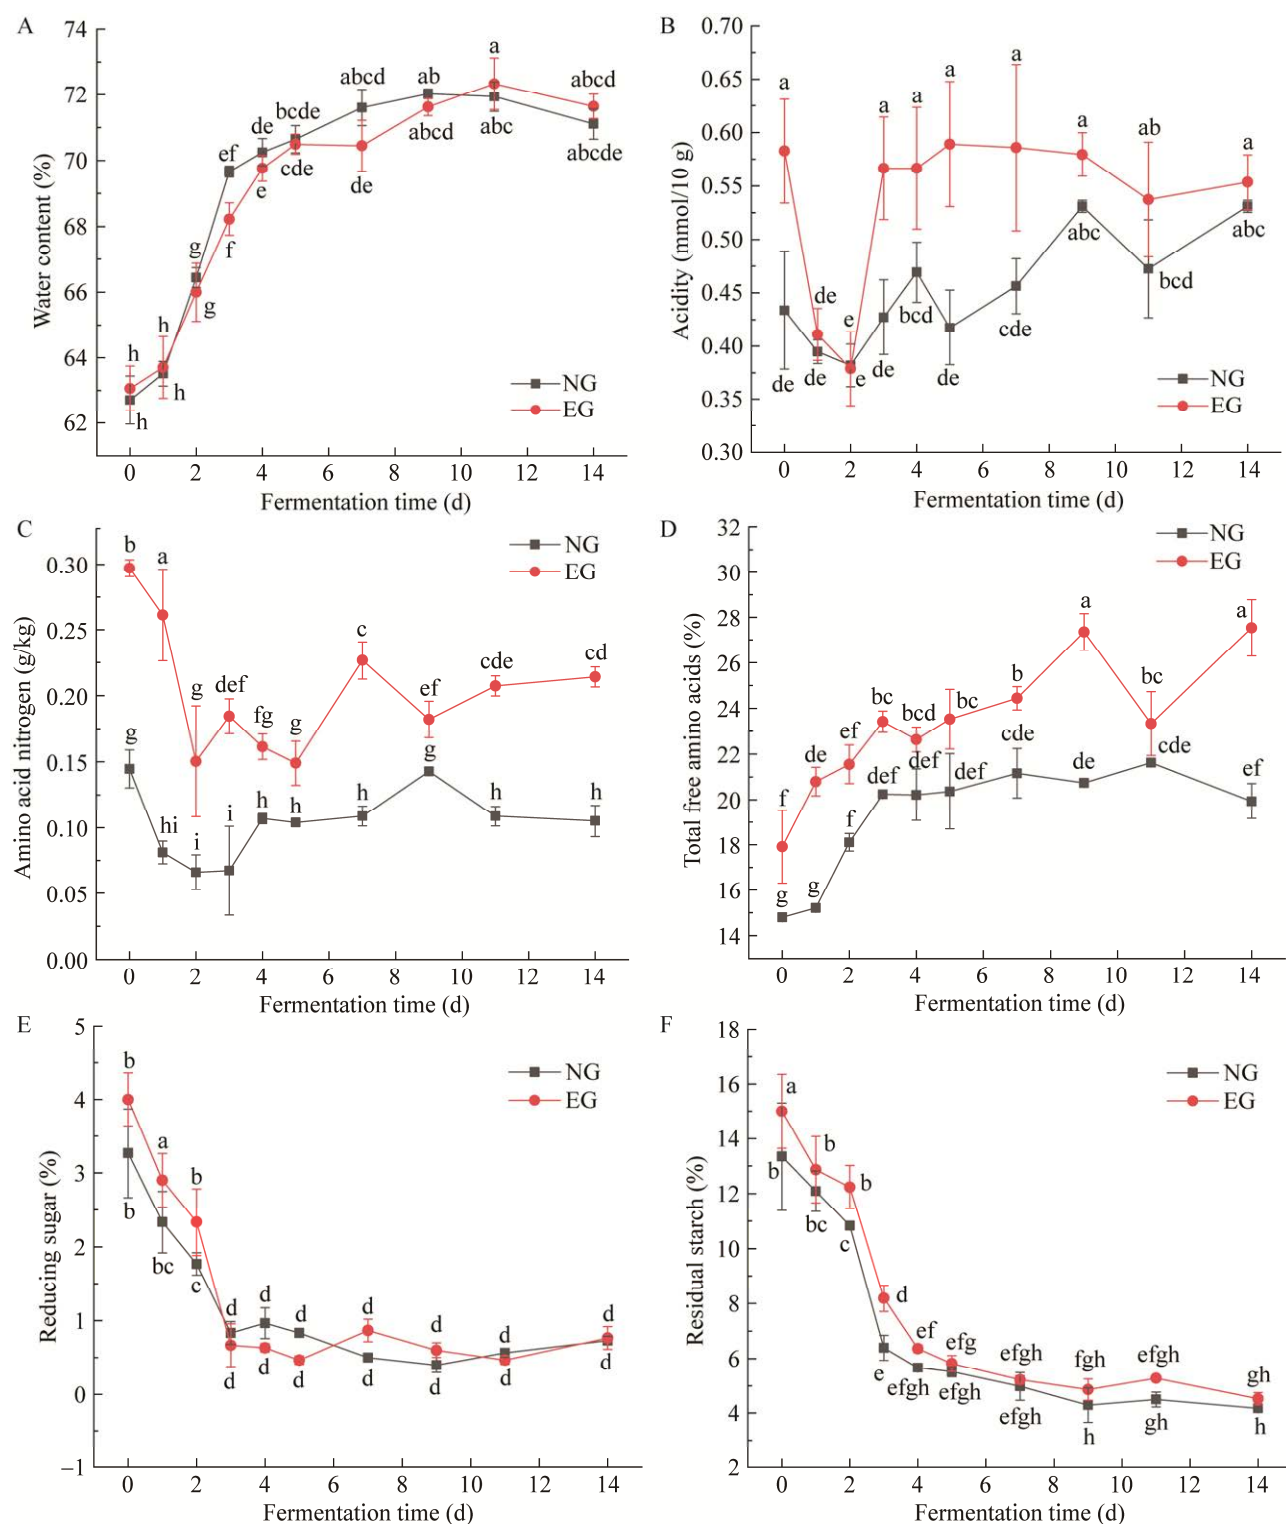 A
74
72
70
68
66
64
62
Water content (%)
h
h
h
h
g
g
ef
f
de
e
bcde
cde
abcd
de
ab
abcd
a
abc
abcd
abcde
NG
EG
0 2 4 6 8 10 12 14
Fermentation time (d)
B
0.70
0.65
0.60
0.55
0.50
0.45
0.40
0.35
0.30
Acidity (mmol/10 g)
a
de
de
de
e
e
a
de
a
bcd
a
de
a
cde
a
abc
ab
bcd
a
abc
NG
EG
0 2 4 6 8 10 12 14
Fermentation time (d)
C
0.30
0.25
0.20
0.15
0.10
0.05
0.00
Amino acid nitrogen (g/kg)
b
g
a
hi
g
i
def
i
fg
h
g
h
c
h
ef
g
cde
h
cd
h
NG
EG
0 2 4 6 8 10 12 14
Fermentation time (d)
D
32
30
28
26
24
22
20
18
16
14
Total free amino acids (%)
f
g
de
g
ef
f
bc
def
bcd
def
bc
def
b
cde
a
de
bc
cde
a
ef
NG
EG
0 2 4 6 8 10 12 14
Fermentation time (d)
E
5
4
3
2
1
0
−1
Reducing sugar (%)
b
b
a
bc
b
c
d
d
d
d
d
d
d
d
d
d
d
d
d
d
NG
EG
0 2 4 6 8 10 12 14
Fermentation time (d)
F
18
16
14
12
10
8
6
4
2
Residual starch (%)
a
b
b
bc
b
c
d
e
ef
efgh
efg
efgh
efgh
efgh
fgh
h
efgh
gh
gh
h
NG
EG
0 2 4 6 8 10 12 14
Fermentation time (d)